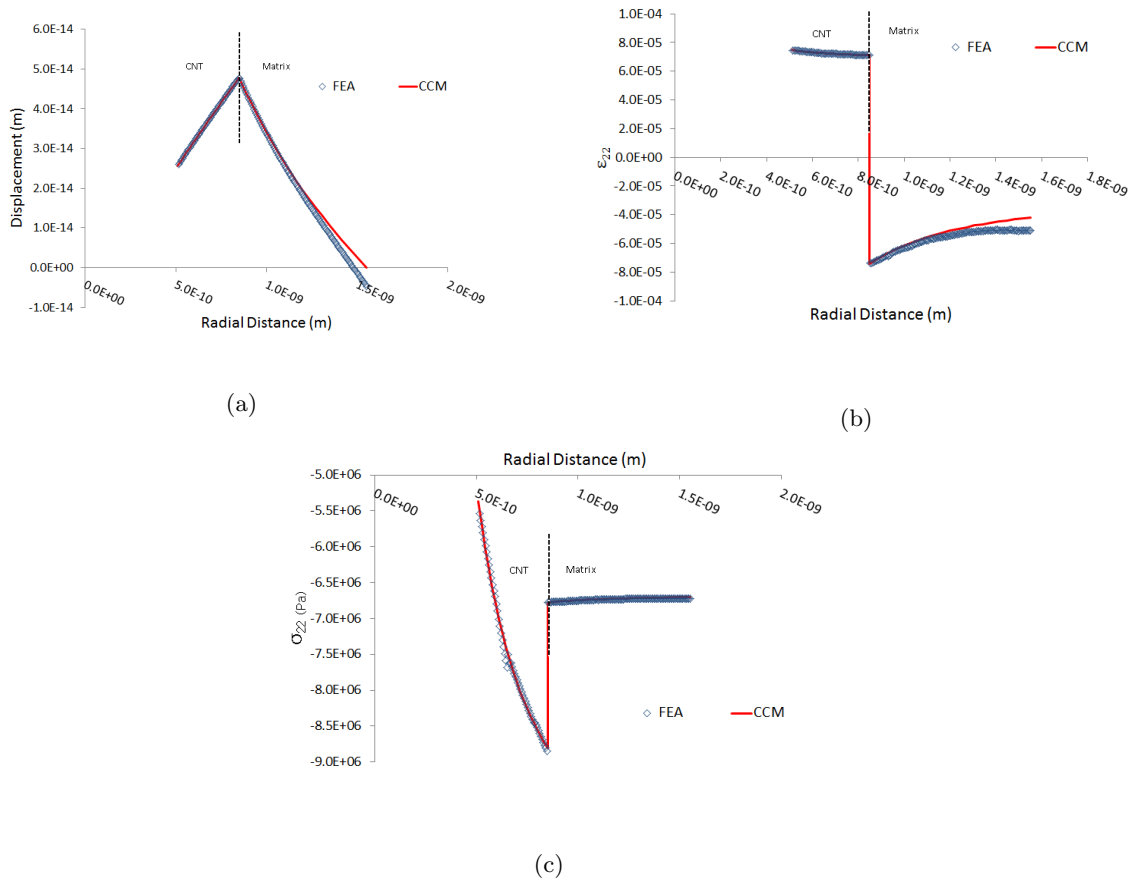 6.0E-14
5.0E-14
4.0E-14
3.0E-14
2.0E-14
1.0E-14
0.0E+00
-1.0E-14
Displacement (m)
CNT
Matrix
FEA
CCM
0.0E+00
5.0E-10
1.0E-09
1.5E-09
2.0E-09
Radial Distance (m)
(a)
1.0E-04
8.0E-05
6.0E-05
4.0E-05
2.0E-05
0.0E+00
-2.0E-05
-4.0E-05
-6.0E-05
-8.0E-05
-1.0E-04
ε22
CNT
Matrix
FEA
CCM
0.0E+00
2.0E-10
4.0E-10
6.0E-10
8.0E-10
1.0E-09
1.2E-09
1.4E-09
1.6E-09
1.8E-09
Radial Distance (m)
(b)
Radial Distance (m)
-5.0E+06
-5.5E+06
-6.0E+06
-6.5E+06
-7.0E+06
-7.5E+06
-8.0E+06
-8.5E+06
-9.0E+06
σ22 (Pa)
0.0E+00
5.0E-10
1.0E-09
1.5E-09
2.0E-09
CNT
Matrix
FEA
CCM
(c)